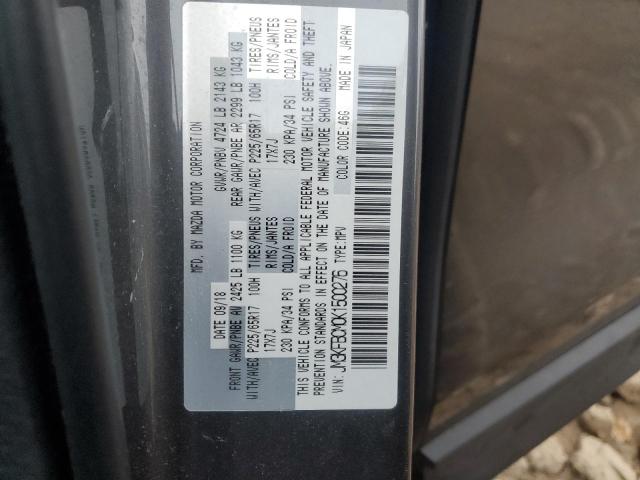 MFD. BY MAZDA MOTOR CORPORATION
DATE 09/18 GVWR/PNBV 4724 LB 2143 KG
FRONT GAWR/PNBE AV 2425 LB 1100 KG REAR GAWR/PNBE AR 2299 LB 1043 KG
WITH/AVEC P225/65R17 100H TIRES/PNEUS WITH/AVEC P225/65R17 100H TIRES/PNEUS
17X7J RIMS/JANTES 17X7J RIMS/JANTES
230 KPA/34 PSI COLD/A FROID 230 KPA/34 PSI COLD/A FROID
THIS VEHICLE CONFORMS TO ALL APPLICABLE FEDERAL MOTOR VEHICLE SAFETY AND THEFT
PREVENTION STANDARDS IN EFFECT ON THE DATE OF MANUFACTURE SHOWN ABOVE.
COLOR CODE: 46G MADE IN JAPAN
VIN: JM3KFBCM0K1500276 TYPE: MPV